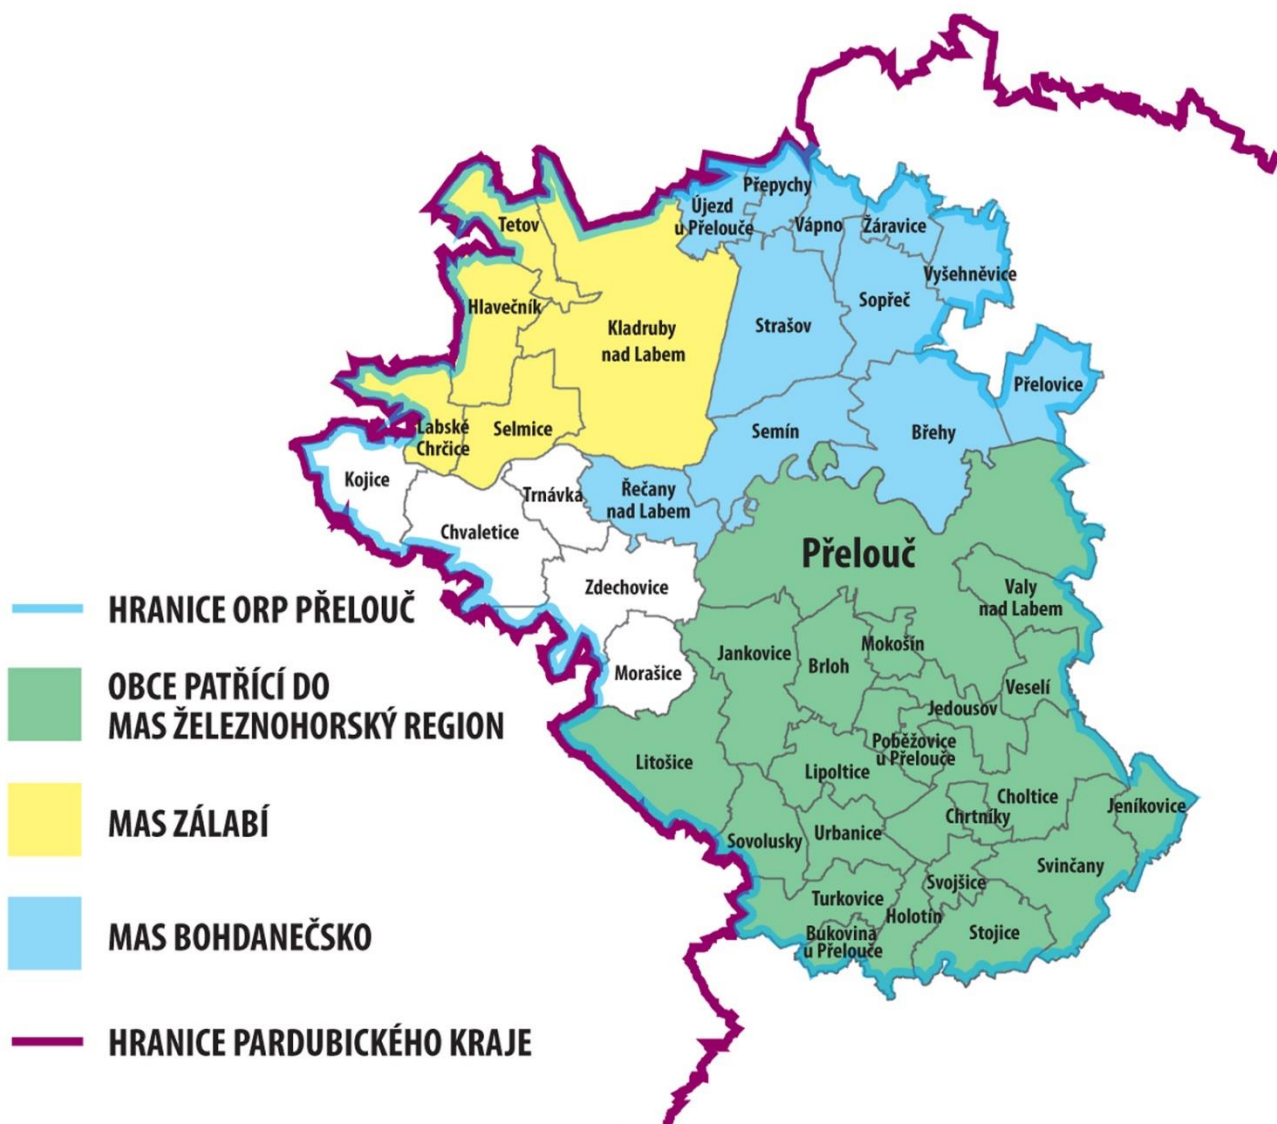 Přepychy
Újezd
u Přelouče
Vápno
Žáravice
Tetov
Vyšehněvice
Sopřeč
Hlavečník
Kladruby
nad Labem
Strašov
Přelovice
Labské
Chrčice
Selmice
Semín
Břehy
Kojice
Trnávka
Řečany
nad Labem
Chvaletice
Přelouč
Zdechovice
Valy
nad Labem
Mokošín
Jankovice
Brloh
Morašice
Veselí
Jedousov
Poběžovice
u Přelouče
Litošice
Lipoltice
Choltice
Jeníkovice
Chrtníky
Sovolusky
Urbanice
Svinčany
Svojšice
Turkovice
Holotín
Stojice
Bukovina
u Přelouče
HRANICE ORP PŘELOUČ
OBCE PATŘÍCÍ DO
MAS ŽELEZNOHORSKÝ REGION
MAS ZÁLABÍ
MAS BOHDANEČSKO
HRANICE PARDUBICKÉHO KRAJE